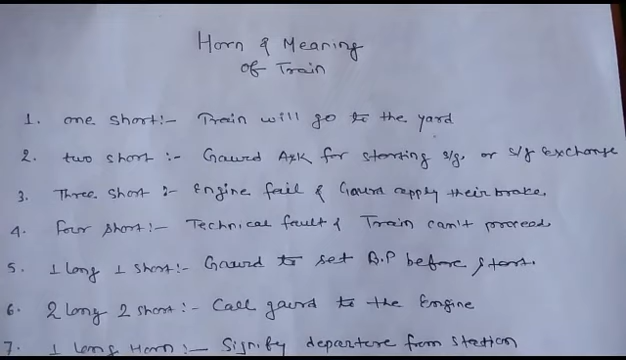 Horn & Meaning
of Train
1. one short:- Train will go to the yard
2. two short :- Gaurd Ask for starting s/g. or s/g Exchange
3. Three short :- Engine fail & Gaurd apply their brake.
4. Four short:- Technical fault & Train can't proceed
5. 1 long 1 short:- Gaurd to set B.P before start.
6. 2 long 2 short:- Call gaurd to the Engine
7. 1 Long Horn:- Signify departure from station